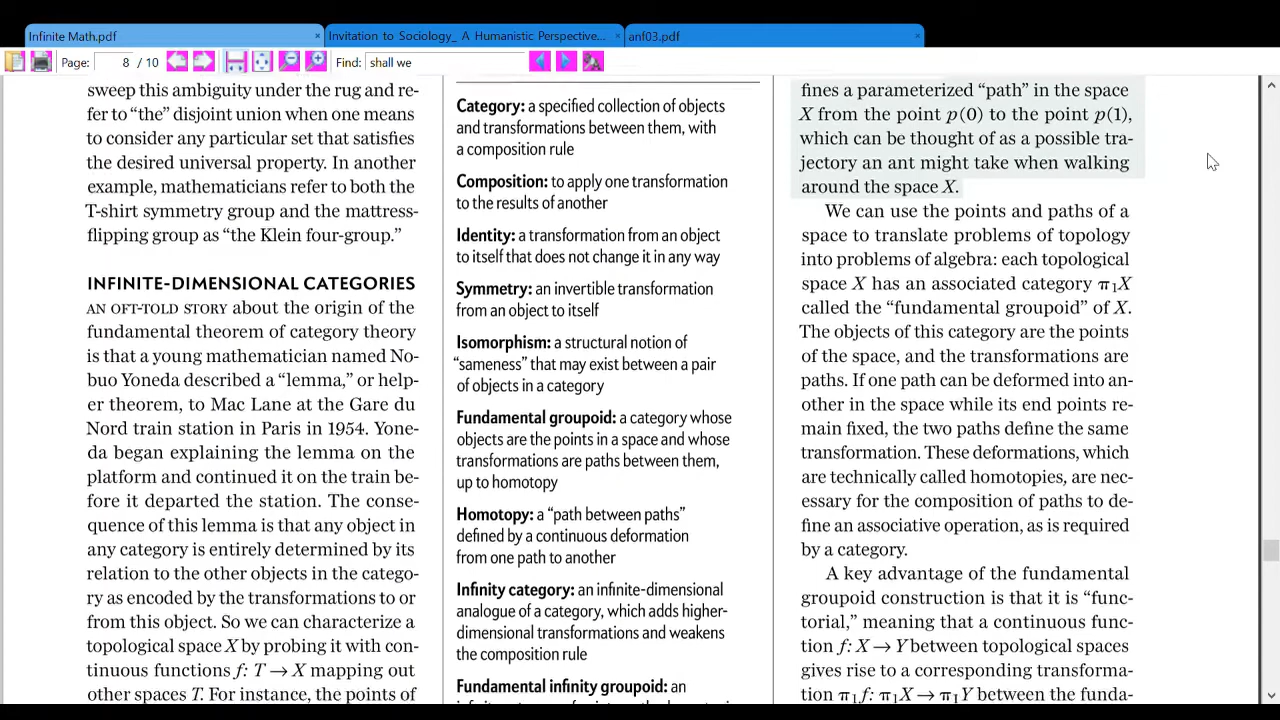 Infinite Math.pdf
Invitation to Sociology_ A Humanistic Perspective...
anf03.pdf
Page: 8 / 10 Find: shall we
sweep this ambiguity under the rug and re-
fer to “the” disjoint union when one means
to consider any particular set that satisfies
the desired universal property. In another
example, mathematicians refer to both the
T-shirt symmetry group and the mattress-
flipping group as “the Klein four-group.”
INFINITE-DIMENSIONAL CATEGORIES
AN OFT-TOLD STORY about the origin of the
fundamental theorem of category theory
is that a young mathematician named No-
buo Yoneda described a “lemma,” or help-
er theorem, to Mac Lane at the Gare du
Nord train station in Paris in 1954. Yone-
da began explaining the lemma on the
platform and continued it on the train be-
fore it departed the station. The conse-
quence of this lemma is that any object in
any category is entirely determined by its
relation to the other objects in the catego-
ry as encoded by the transformations to or
from this object. So we can characterize a
topological space X by probing it with con-
tinuous functions f: T → X mapping out
other spaces T. For instance, the points of
Category: a specified collection of objects
and transformations between them, with
a composition rule
Composition: to apply one transformation
to the results of another
Identity: a transformation from an object
to itself that does not change it in any way
Symmetry: an invertible transformation
from an object to itself
Isomorphism: a structural notion of
“sameness” that may exist between a pair
of objects in a category
Fundamental groupoid: a category whose
objects are the points in a space and whose
transformations are paths between them,
up to homotopy
Homotopy: a “path between paths”
defined by a continuous deformation
from one path to another
Infinity category: an infinite-dimensional
analogue of a category, which adds higher-
dimensional transformations and weakens
the composition rule
Fundamental infinity groupoid: an
fines a parameterized “path” in the space
X from the point p(0) to the point p(1),
which can be thought of as a possible tra-
jectory an ant might take when walking
around the space X.
We can use the points and paths of a
space to translate problems of topology
into problems of algebra: each topological
space X has an associated category π₁X
called the “fundamental groupoid” of X.
The objects of this category are the points
of the space, and the transformations are
paths. If one path can be deformed into an-
other in the space while its end points re-
main fixed, the two paths define the same
transformation. These deformations, which
are technically called homotopies, are nec-
essary for the composition of paths to de-
fine an associative operation, as is required
by a category.
A key advantage of the fundamental
groupoid construction is that it is “func-
torial,” meaning that a continuous func-
tion f: X → Y between topological spaces
gives rise to a corresponding transforma-
tion π₁f: π₁X → π₁Y between the funda-